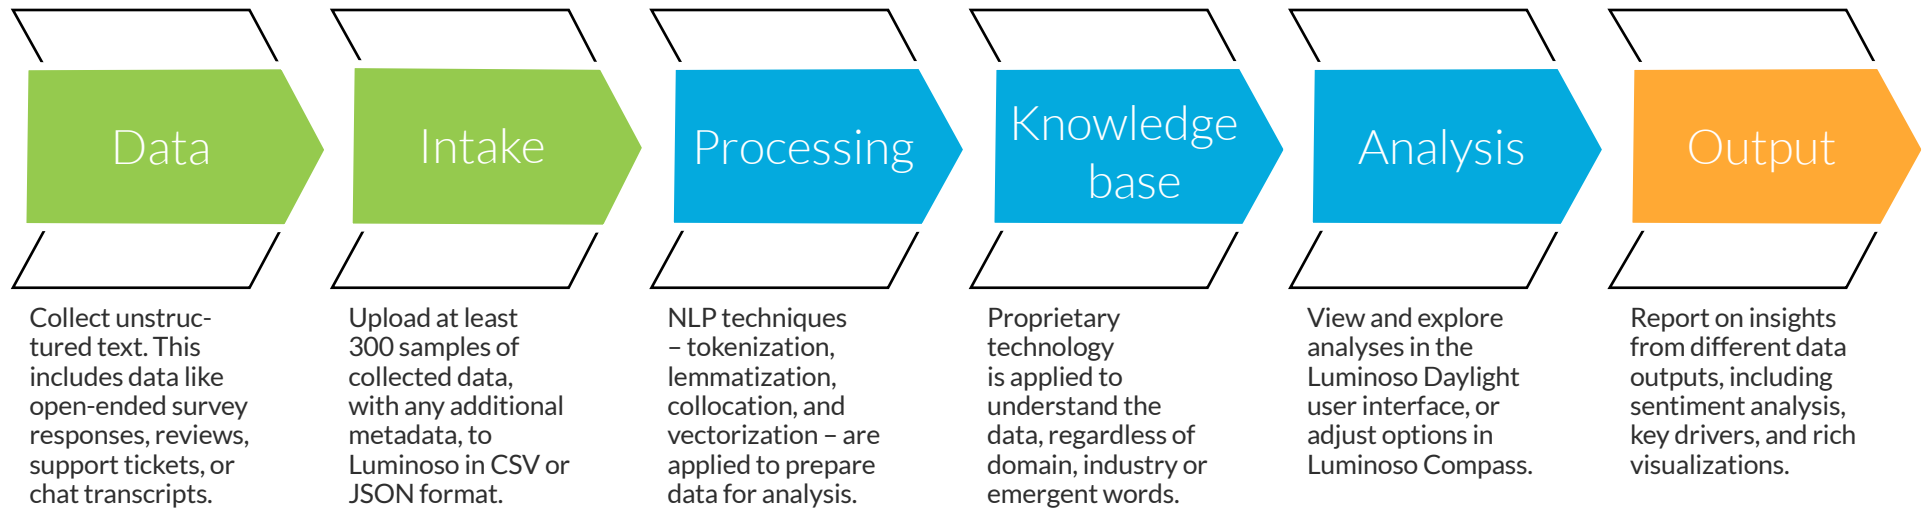 Data
Intake
Processing
Knowledge
base
Analysis
Output
Collect unstruc-
tured text. This
includes data like
open-ended survey
responses, reviews,
support tickets, or
chat transcripts.
Upload at least
300 samples of
collected data,
with any additional
metadata, to
Luminoso in CSV or
JSON format.
NLP techniques
– tokenization,
lemmatization,
collocation, and
vectorization – are
applied to prepare
data for analysis.
Proprietary
technology
is applied to
understand the
data, regardless of
domain, industry or
emergent words.
View and explore
analyses in the
Luminoso Daylight
user interface, or
adjust options in
Luminoso Compass.
Report on insights
from different data
outputs, including
sentiment analysis,
key drivers, and rich
visualizations.